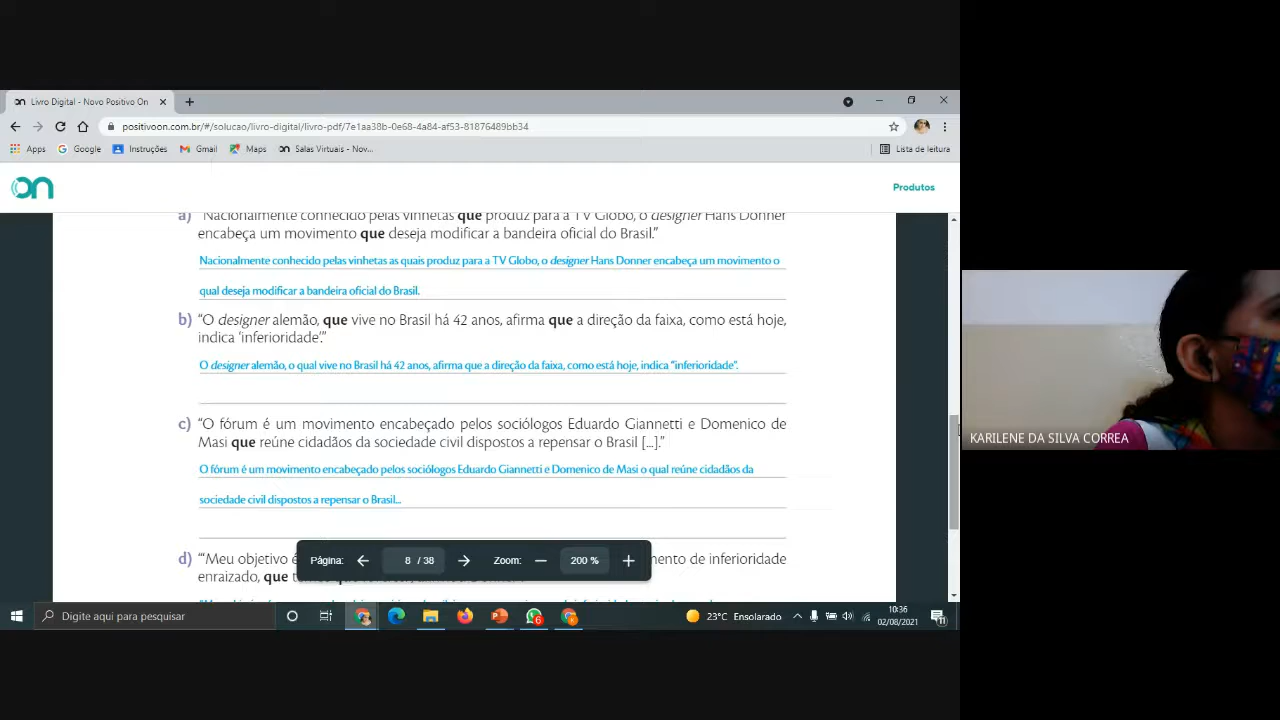 Livro Digital - Novo Positivo On
positivoon.com.br/#/solucao/livro-digital/livro-pdf/7e1aa38b-0e68-4a84-af53-81876489bb34
Apps Google Instruções Gmail Maps Salas Virtuais - Nov... Lista de leitura
on Produtos
a) “Nacionalmente conhecido pelas vinhetas que produz para a TV Globo, o designer Hans Donner
encabeça um movimento que deseja modificar a bandeira oficial do Brasil.”
Nacionalmente conhecido pelas vinhetas as quais produz para a TV Globo, o designer Hans Donner encabeça um movimento o
qual deseja modificar a bandeira oficial do Brasil.
b) “O designer alemão, que vive no Brasil há 42 anos, afirma que a direção da faixa, como está hoje,
indica ‘inferioridade’.”
O designer alemão, o qual vive no Brasil há 42 anos, afirma que a direção da faixa, como está hoje, indica “inferioridade”.
c) “O fórum é um movimento encabeçado pelos sociólogos Eduardo Giannetti e Domenico de
Masi que reúne cidadãos da sociedade civil dispostos a repensar o Brasil [...].”
O fórum é um movimento encabeçado pelos sociólogos Eduardo Giannetti e Domenico de Masi o qual reúne cidadãos da
sociedade civil dispostos a repensar o Brasil...
d) “‘Meu objetivo de inferioridade
enraizado, que
Página: 8 / 38 Zoom: 200 %
KARILENE DA SILVA CORREA
Digite aqui para pesquisar 6 23°C Ensolarado 10:36
02/08/2021 11